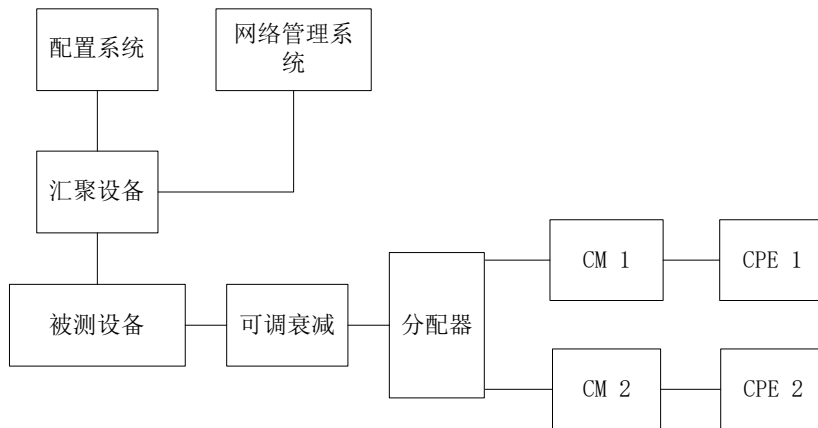 配置系统
网络管理系
统
汇聚设备
被测设备
可调衰减
分配器
CM 1
CPE 1
CM 2
CPE 2